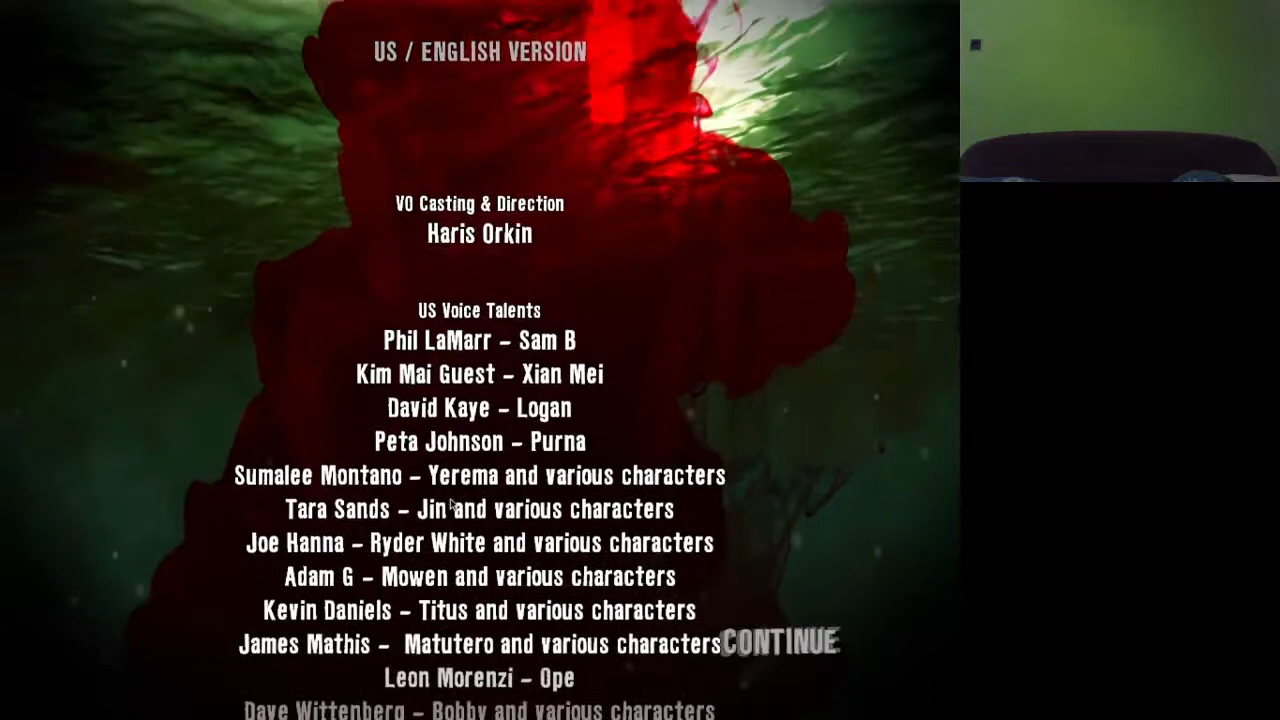 US / ENGLISH VERSION
VO Casting & Direction
Haris Orkin
US Voice Talents
Phil LaMarr – Sam B
Kim Mai Guest – Xian Mei
David Kaye – Logan
Peta Johnson – Purna
Sumalee Montano – Yerema and various characters
Tara Sands – Jin and various characters
Joe Hanna – Ryder White and various characters
Adam G – Mowen and various characters
Kevin Daniels – Titus and various characters
James Mathis – Matutero and various characters
CONTINUE
Leon Morenzi – Ope
Dave Wittenberg – Bobby and various characters